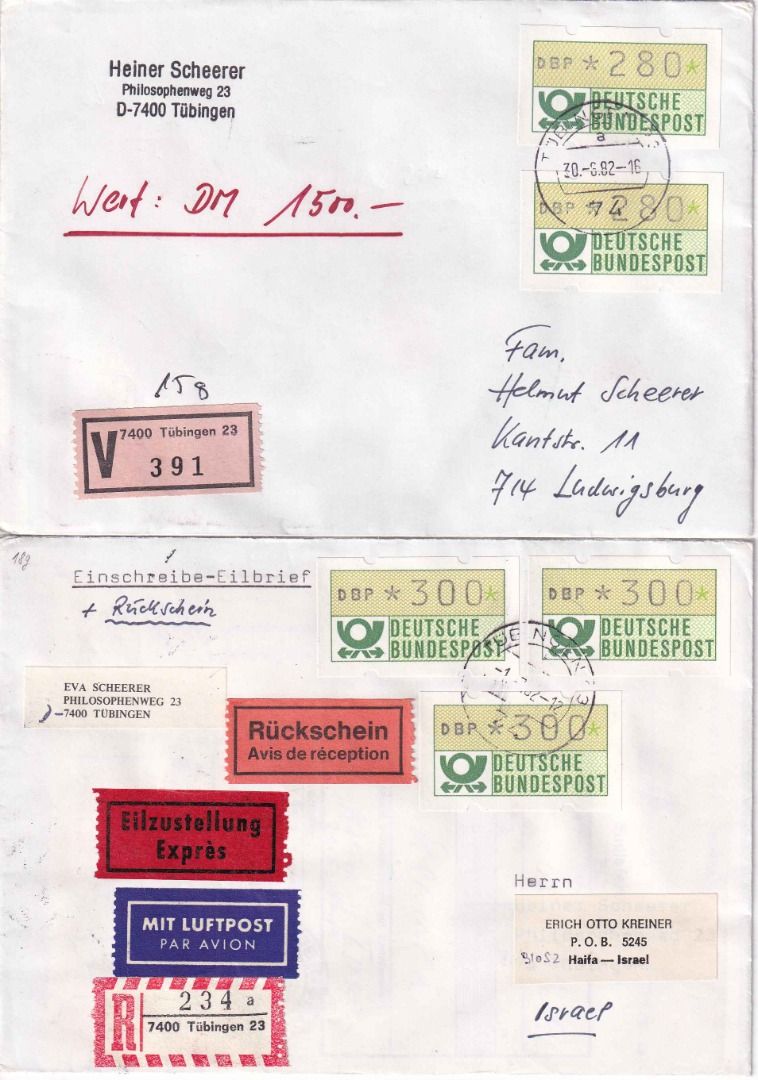 Heiner Scheerer
Philosophenweg 23
D-7400 Tübingen
DBP *280*
DEUTSCHE
BUNDESPOST
a
30.-6.82-16
74
DBP *280*
DEUTSCHE
BUNDESPOST
Wert: DM 1500.-
15g
V 7400 Tübingen 23
391
Fam.
Helmut Scheerer
Kantstr. 11
714 Ludwigsburg
18g
Einschreibe-Eilbrief
+ Rückschein
DBP *300*
DEUTSCHE
BUNDESPOST
DBP *300*
DEUTSCHE
BUNDESPOST
EVA SCHEERER
PHILOSOPHENWEG 23
-7400 TÜBINGEN
Rückschein
Avis de réception
DBP *300*
DEUTSCHE
BUNDESPOST
Eilzustellung
Exprès
MIT LUFTPOST
PAR AVION
R 234 a
7400 Tübingen 23
Herrn
ERICH OTTO KREINER
P. O. B. 5245
31052 Haifa — Israel
Israel